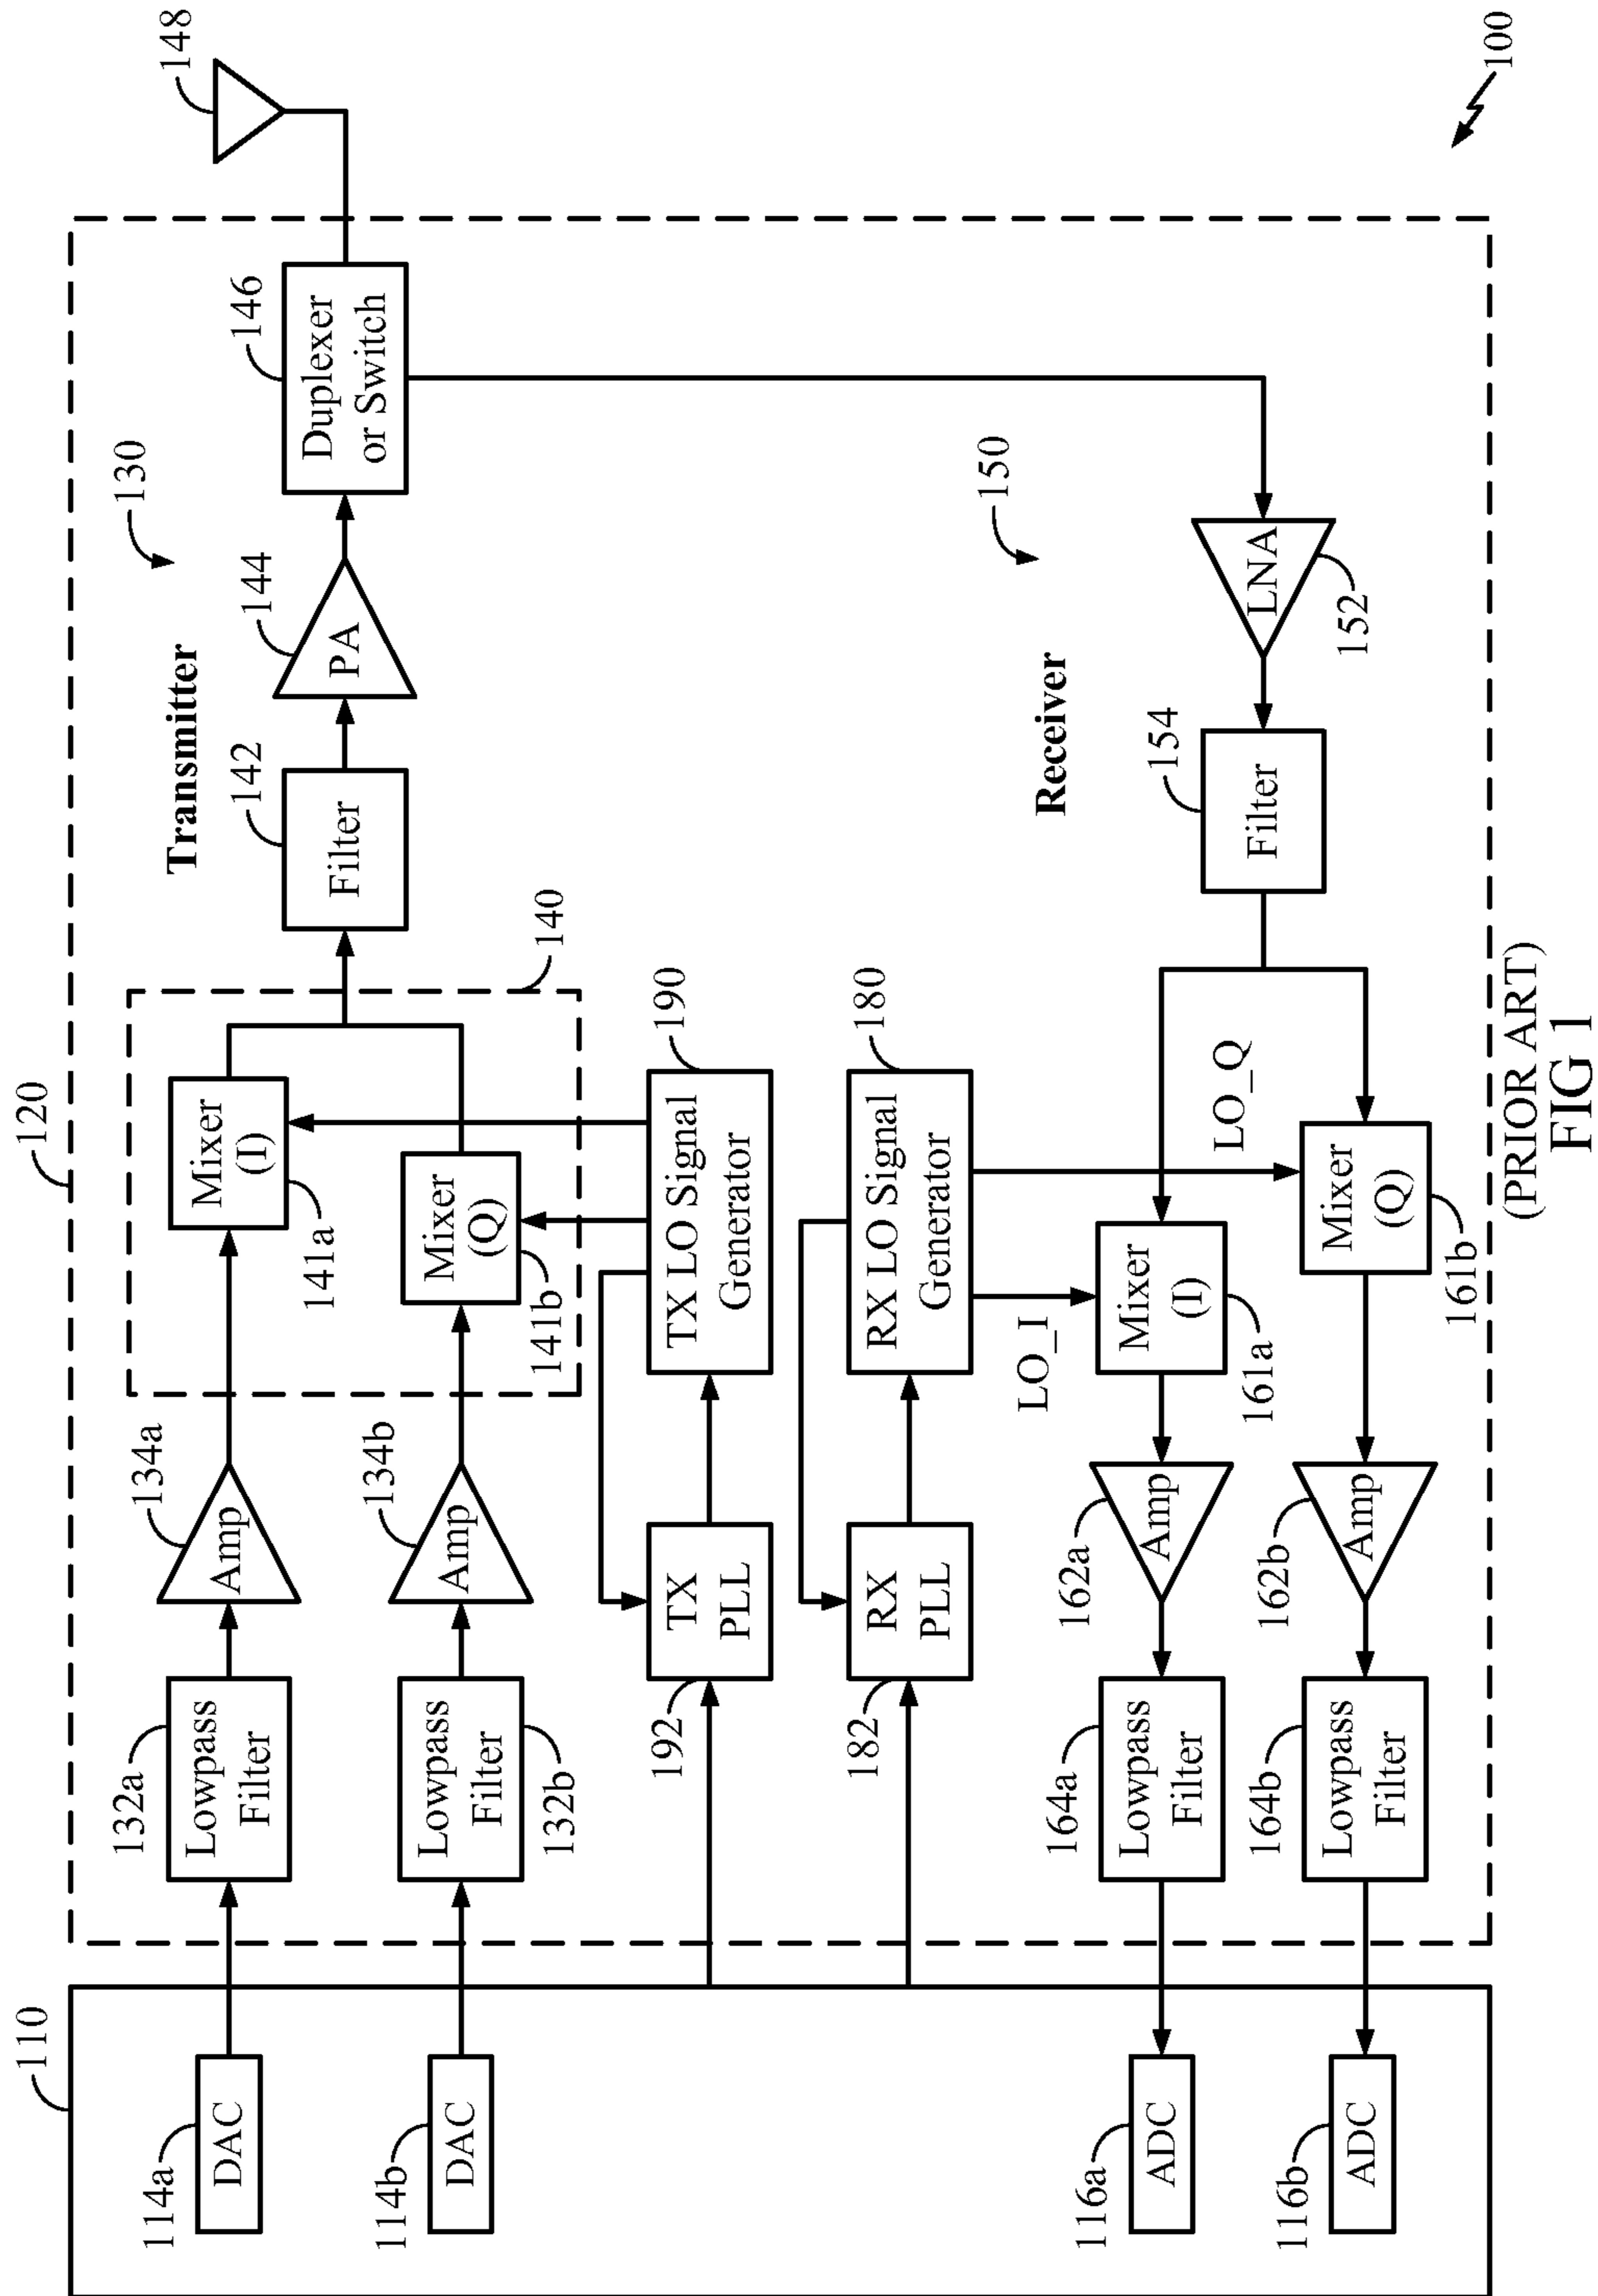 110
120
148
114a
DAC
132a
Lowpass
Filter
134a
Amp
141a
Mixer
(I)
Transmitter
130
142
Filter
144
PA
146
Duplexer
or Switch
114b
DAC
132b
Lowpass
Filter
134b
Amp
141b
Mixer
(Q)
140
192
TX
PLL
TX LO Signal
Generator
190
182
RX
PLL
RX LO Signal
Generator
180
LO_I
LO_Q
Receiver
150
116a
ADC
164a
Lowpass
Filter
162a
Amp
161a
Mixer
(I)
154
Filter
LNA
152
116b
ADC
164b
Lowpass
Filter
162b
Amp
161b
Mixer
(Q)
100
(PRIOR ART)
FIG 1